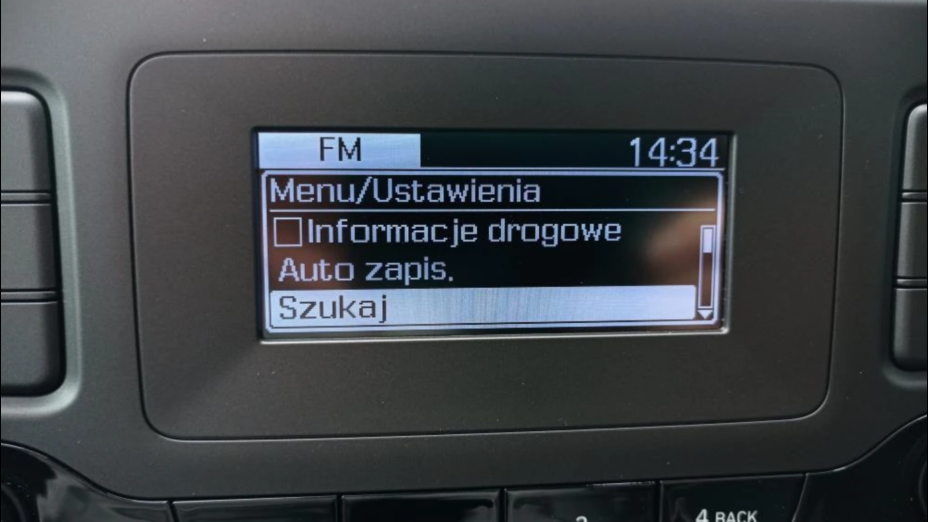 FM 14:34
Menu/Ustawienia
Informacje drogowe
Auto zapis.
Szukaj
4 BACK